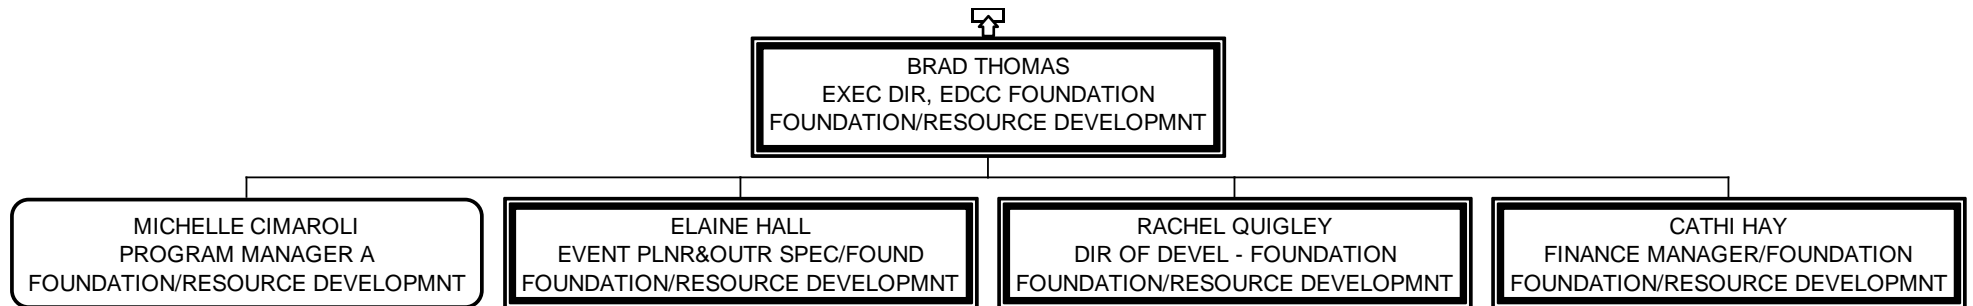 BRAD THOMAS
EXEC DIR, EDCC FOUNDATION
FOUNDATION/RESOURCE DEVELOPMNT
MICHELLE CIMAROLI
PROGRAM MANAGER A
FOUNDATION/RESOURCE DEVELOPMNT
ELAINE HALL
EVENT PLNR&OUTR SPEC/FOUND
FOUNDATION/RESOURCE DEVELOPMNT
RACHEL QUIGLEY
DIR OF DEVEL - FOUNDATION
FOUNDATION/RESOURCE DEVELOPMNT
CATHI HAY
FINANCE MANAGER/FOUNDATION
FOUNDATION/RESOURCE DEVELOPMNT